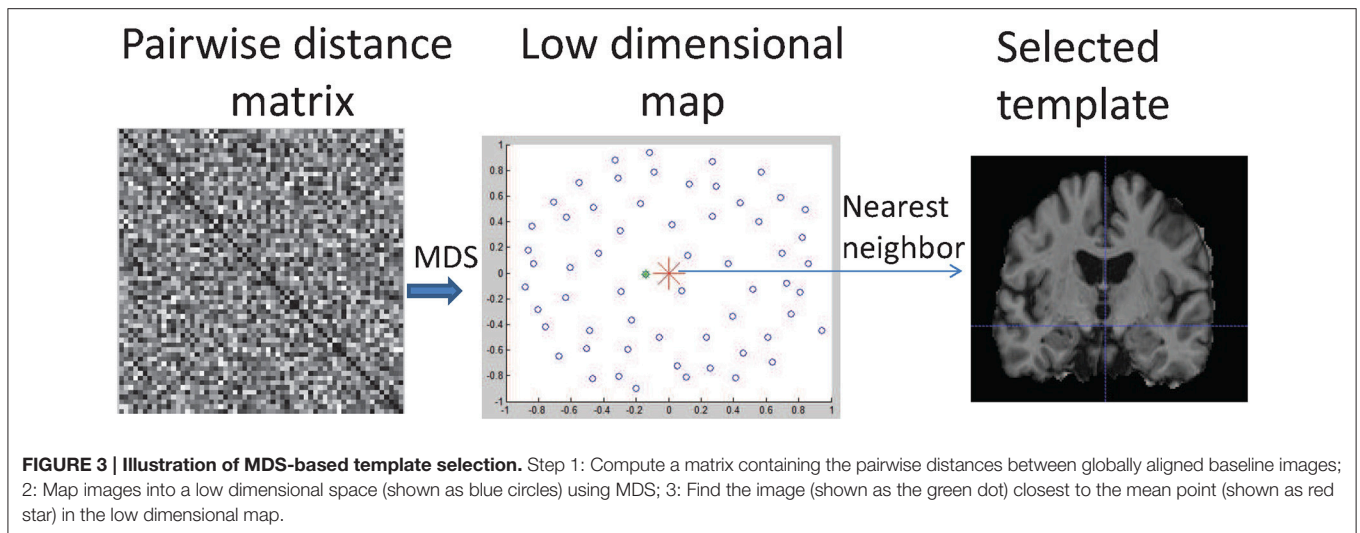 Pairwise distance
matrix
Low dimensional
map
Selected
template
MDS
Nearest
neighbor
1
0.8
0.6
0.4
0.2
0
-0.2
-0.4
-0.6
-0.8
-1
-1 -0.8 -0.6 -0.4 -0.2 0 0.2 0.4 0.6 0.8 1
FIGURE 3 | Illustration of MDS-based template selection. Step 1: Compute a matrix containing the pairwise distances between globally aligned baseline images;
2: Map images into a low dimensional space (shown as blue circles) using MDS; 3: Find the image (shown as the green dot) closest to the mean point (shown as red
star) in the low dimensional map.